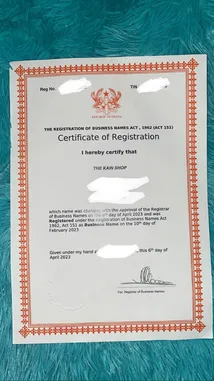 Reg No.
TIN
THE REGISTRATION OF BUSINESS NAMES ACT, 1962 (ACT 151)
Certificate of Registration
I hereby certify that
THE KAIN SHOP
which name was changed with the approval of the Registrar
of Business Names on the 6th day of April 2023 and was
Registered under the Registration of Business Names Act
1962, Act 151 as Business Name on the 10th day of
February 2023
Given under my hand a this 6th day of
April 2023
For Registrar of Business Names